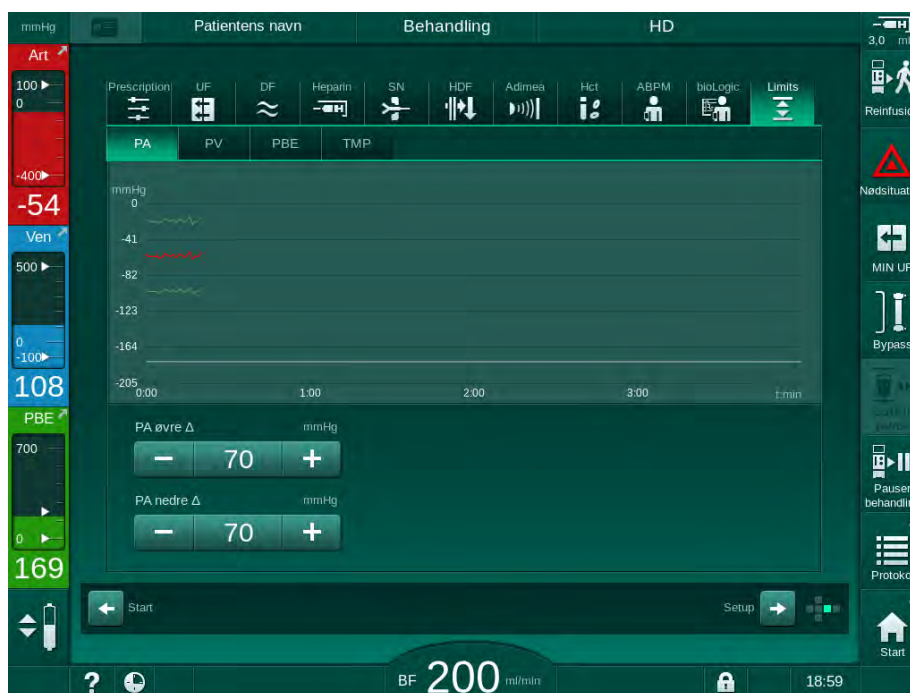 mmHg
Patientens navn
Behandling
HD
3,0
Art
100
0
-400
-54
Ven
500
0
-100
108
PBE
700
0
169
Prescription
UF
DF
Heparin
SN
HDF
Adimea
Hct
ABPM
bioLogic
Limits
PA
PV
PBE
TMP
mmHg
0
-41
-82
-123
-164
-205
0:00
1:00
2:00
3:00
t:min
PA øvre Δ
mmHg
− 70 +
PA nedre Δ
mmHg
− 70 +
Start
Setup
Reinfusio
Nødsituat
MIN UF
Bypass
Pauser
behandlin
Protoko
Start
?
BF 200 ml/min
18:59